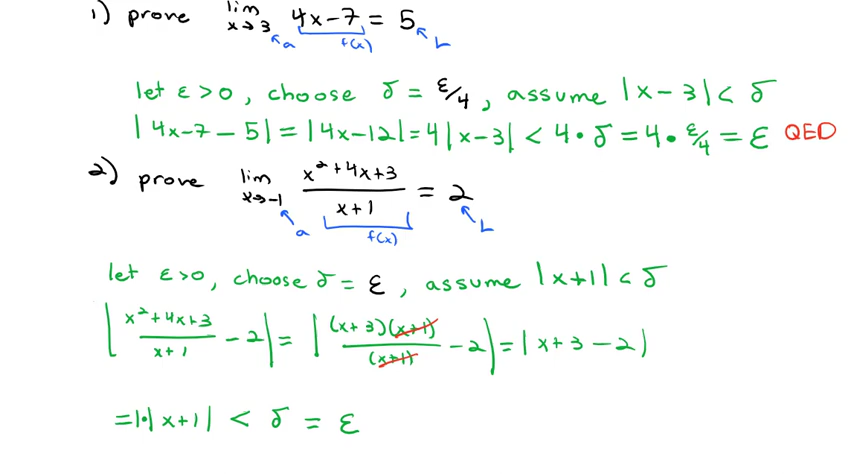 1) prove lim x→3 4x-7 = 5
a f(x) L
let ε>0, choose δ = ε/4, assume |x-3| < δ
|4x-7-5| = |4x-12| = 4|x-3| < 4·δ = 4·ε/4 = ε QED
2) prove lim x→-1 (x²+4x+3)/(x+1) = 2
a f(x) L
let ε>0, choose δ = ε, assume |x+1| < δ
|(x²+4x+3)/(x+1) - 2| = |(x+3)(x+1)/(x+1) - 2| = |x+3-2|
=1·|x+1| < δ = ε